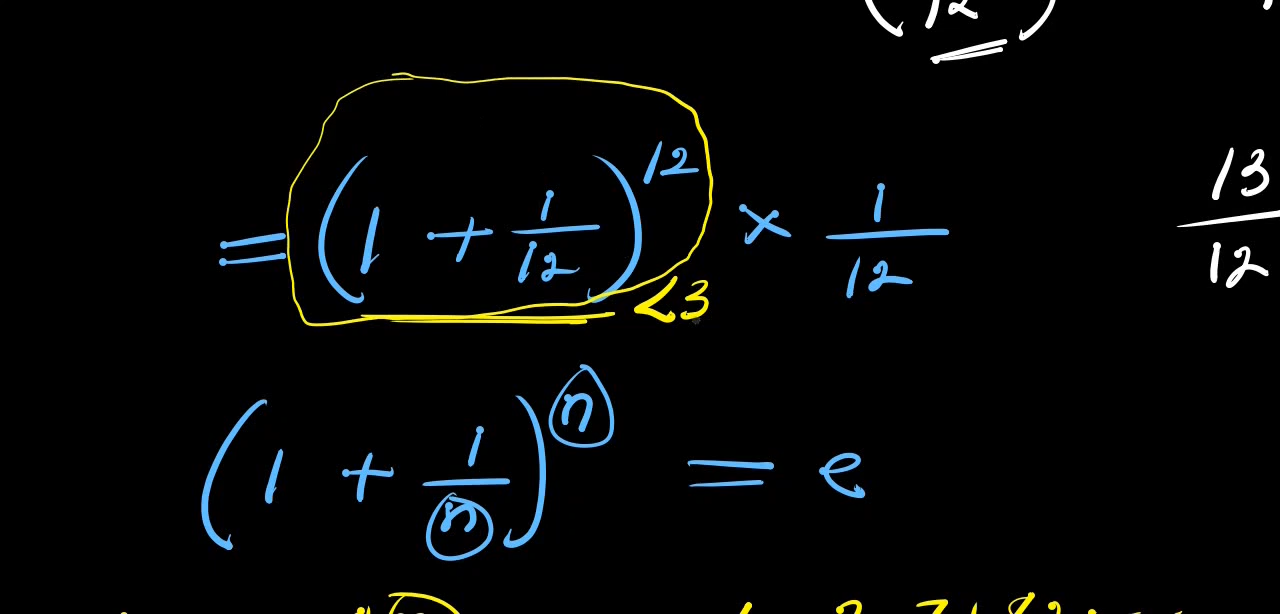 = (1 + 1/12)^12 × 1/12
<3
13/12
(1 + 1/n)^n = e